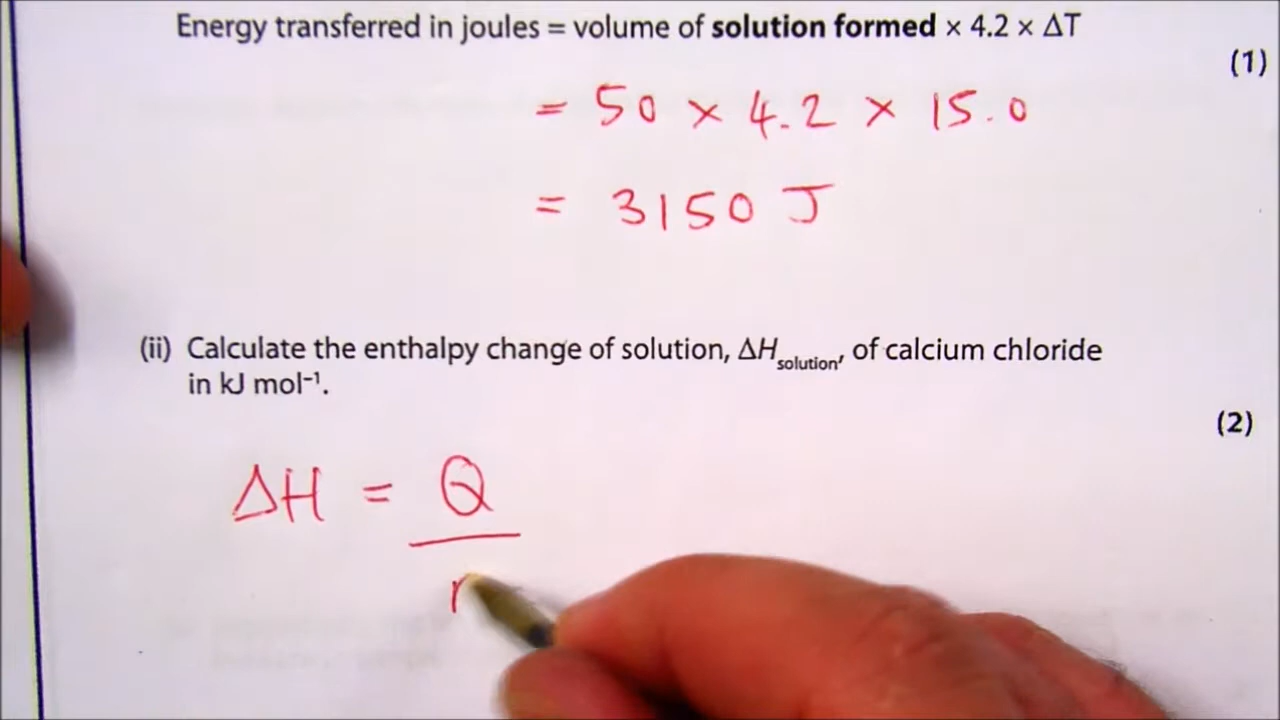 Energy transferred in joules = volume of solution formed × 4.2 × ΔT
(1)
= 50 × 4.2 × 15.0
= 3150 J
(ii) Calculate the enthalpy change of solution, ΔHsolution, of calcium chloride
in kJ mol⁻¹.
(2)
ΔH = Q